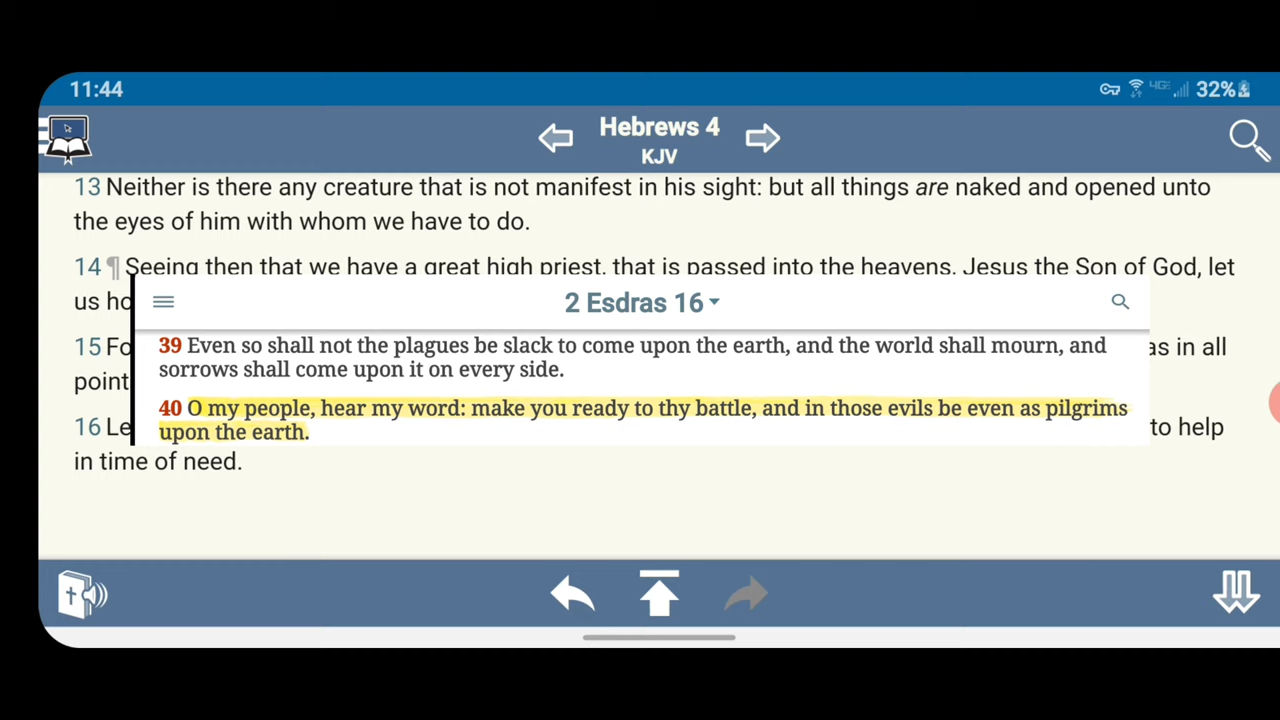 11:44
4GE 32%
Hebrews 4
KJV
13 Neither is there any creature that is not manifest in his sight: but all things are naked and opened unto
the eyes of him with whom we have to do.
14 ¶ Seeing then that we have a great high priest, that is passed into the heavens, Jesus the Son of God, let
us ho
2 Esdras 16
39 Even so shall not the plagues be slack to come upon the earth, and the world shall mourn, and
sorrows shall come upon it on every side.
40 O my people, hear my word: make you ready to thy battle, and in those evils be even as pilgrims
upon the earth.
15 Fo as in all
point
16 Le to help
in time of need.